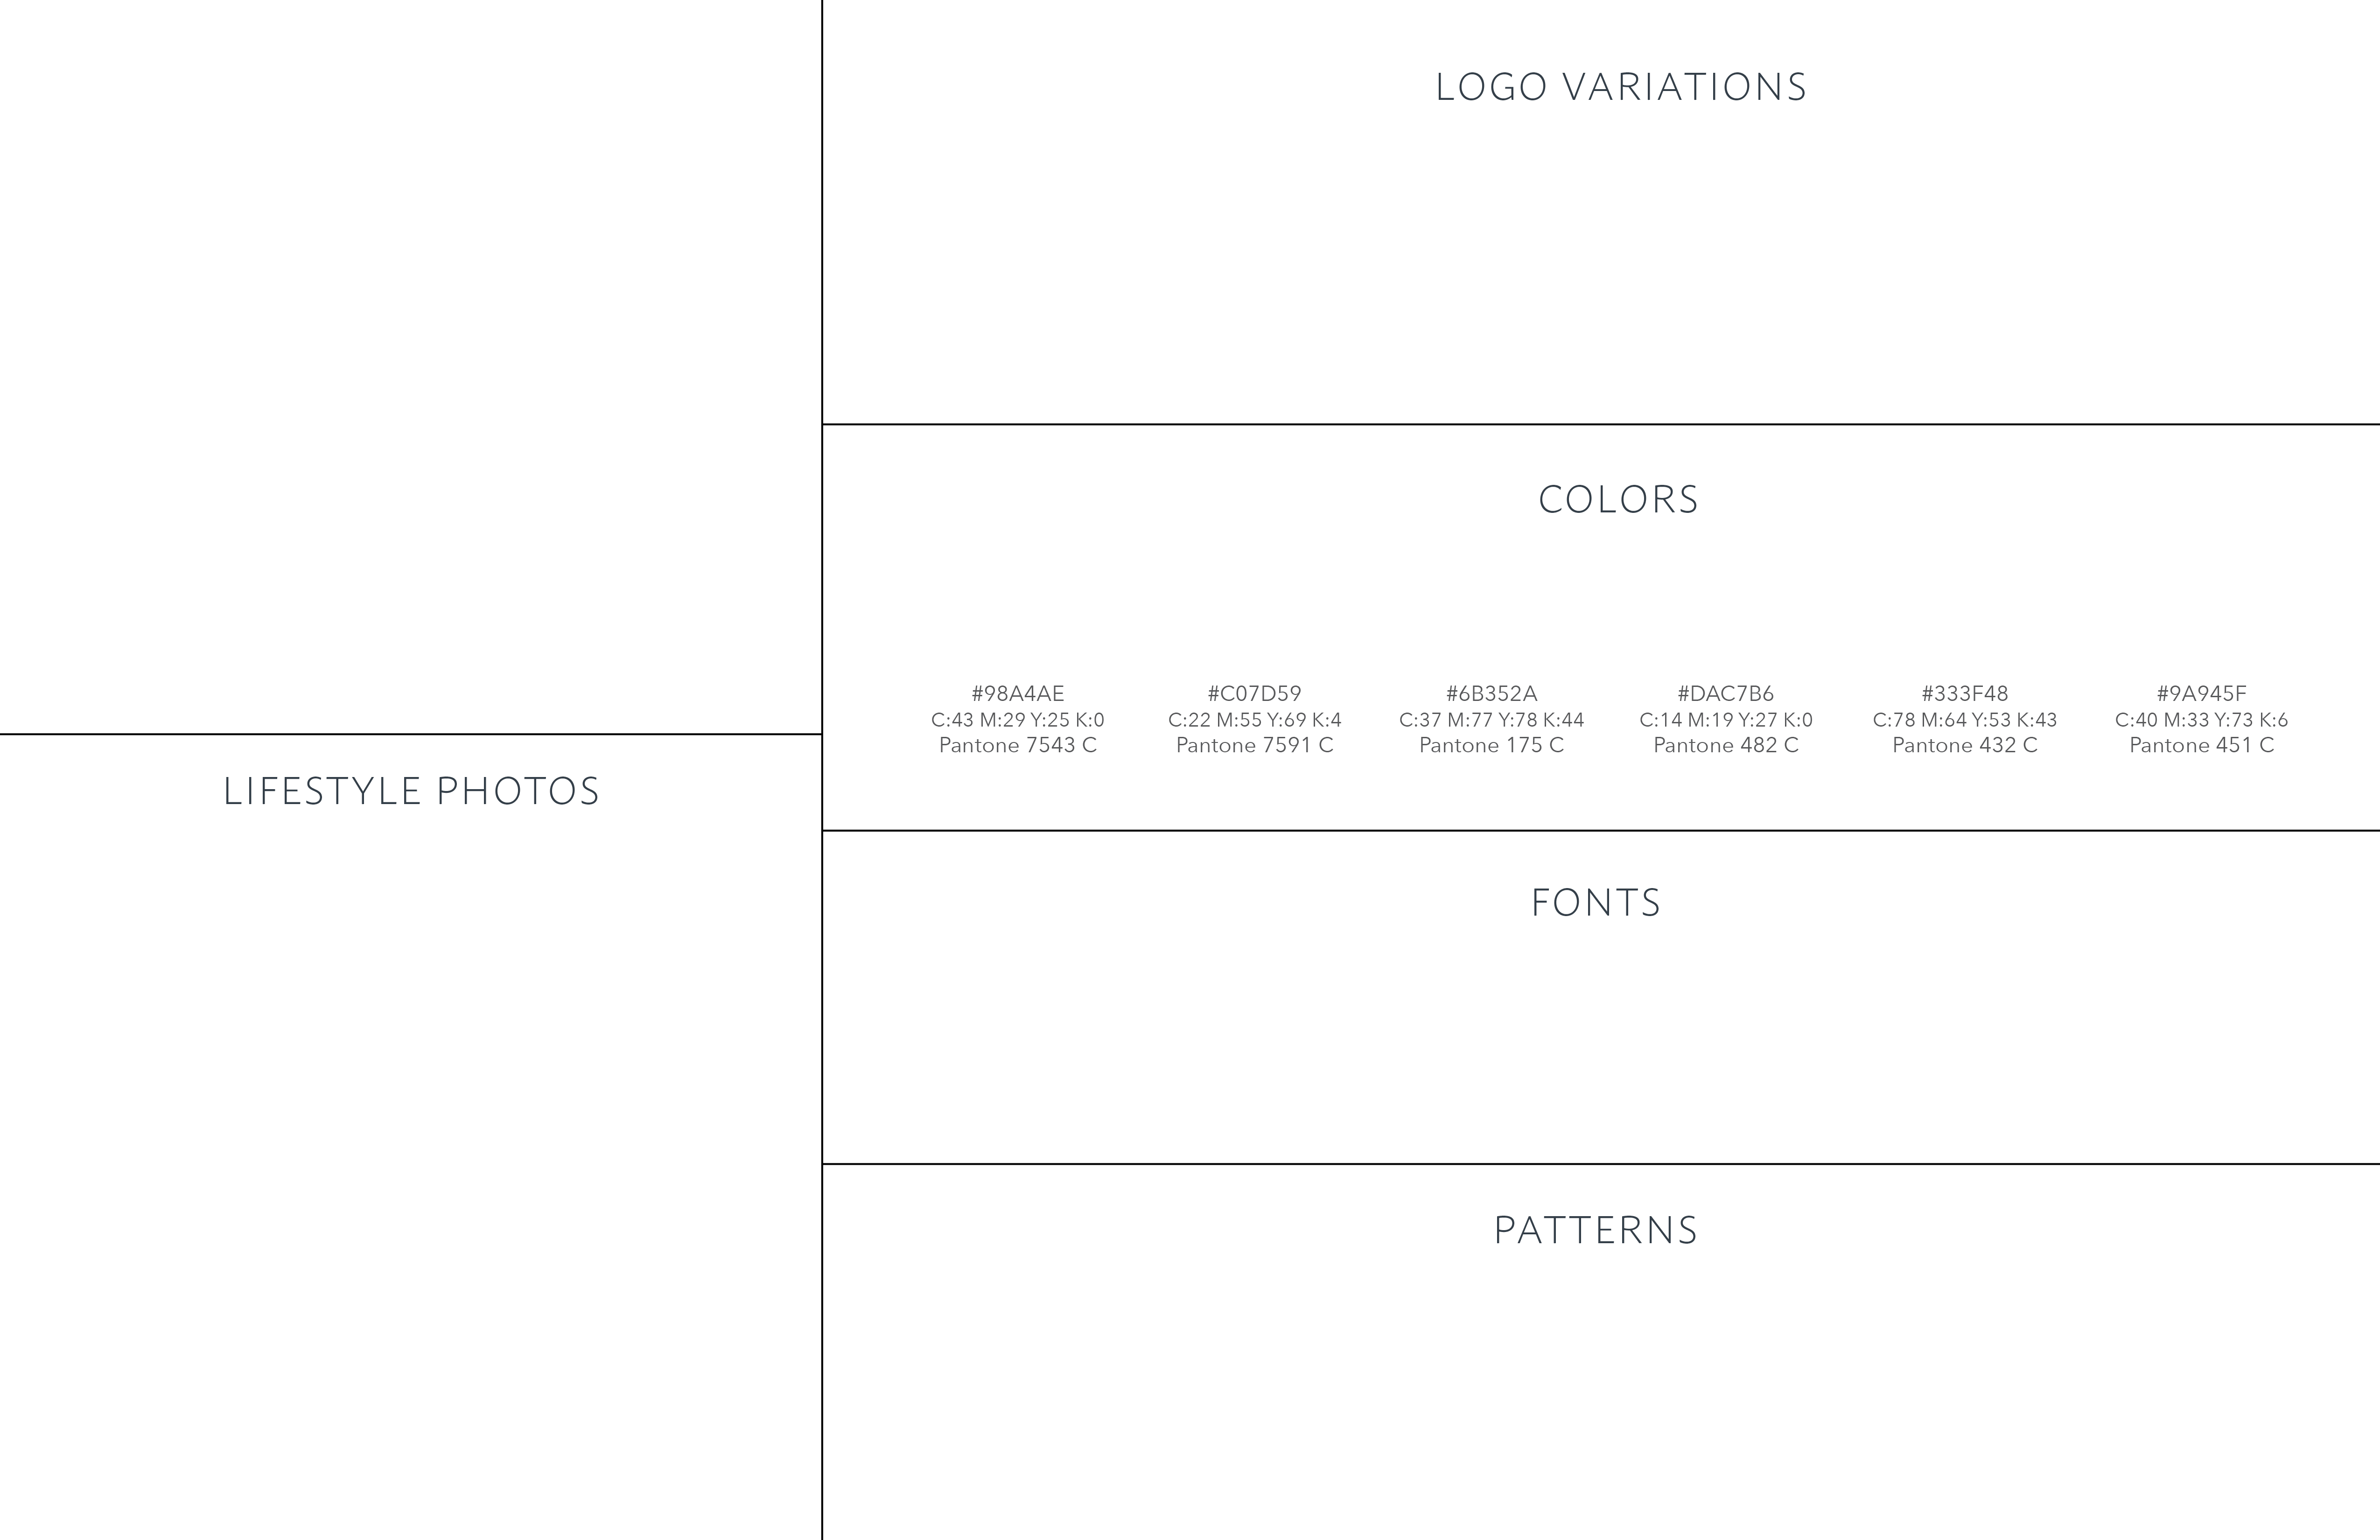 LOGO VARIATIONS
COLORS
#98A4AE
C:43 M:29 Y:25 K:0
Pantone 7543 C
#C07D59
C:22 M:55 Y:69 K:4
Pantone 7591 C
#6B352A
C:37 M:77 Y:78 K:44
Pantone 175 C
#DAC7B6
C:14 M:19 Y:27 K:0
Pantone 482 C
#333F48
C:78 M:64 Y:53 K:43
Pantone 432 C
#9A945F
C:40 M:33 Y:73 K:6
Pantone 451 C
LIFESTYLE PHOTOS
FONTS
PATTERNS